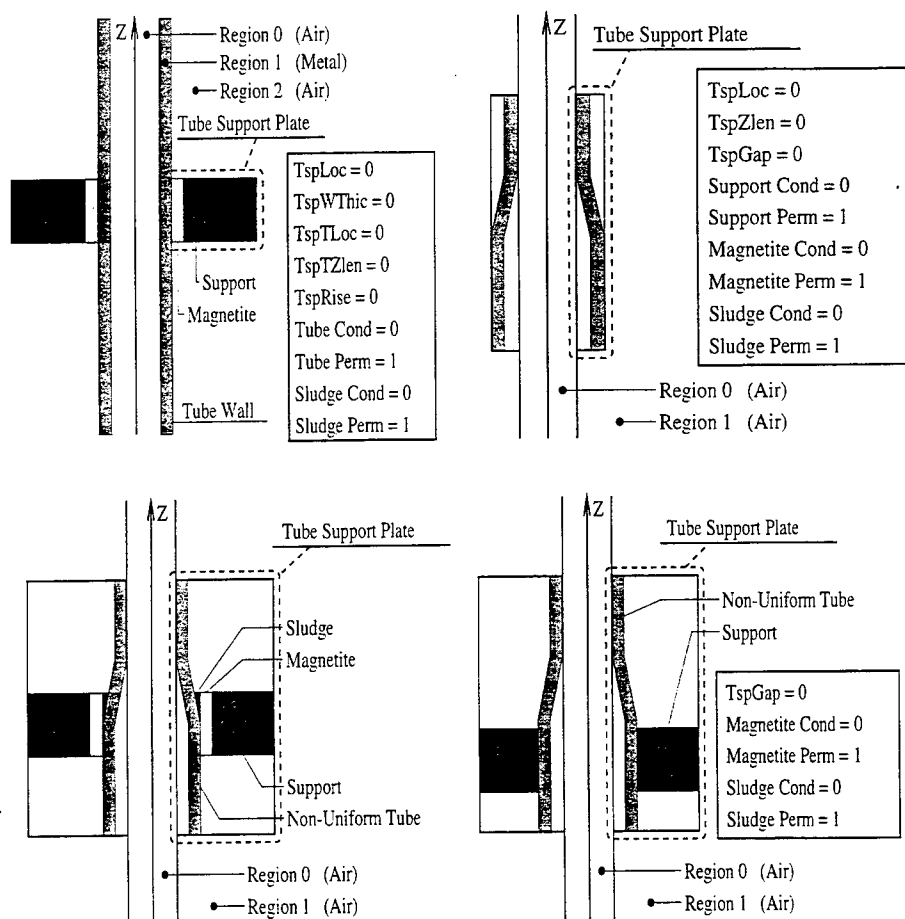 Z
Region 0 (Air)
Region 1 (Metal)
Region 2 (Air)
Tube Support Plate
TspLoc = 0
TspWThic = 0
TspTLoc = 0
TspTZlen = 0
TspRise = 0
Tube Cond = 0
Tube Perm = 1
Sludge Cond = 0
Sludge Perm = 1
Support
Magnetite
Tube Wall
Z
Tube Support Plate
TspLoc = 0
TspZlen = 0
TspGap = 0
Support Cond = 0
Support Perm = 1
Magnetite Cond = 0
Magnetite Perm = 1
Sludge Cond = 0
Sludge Perm = 1
Region 0 (Air)
Region 1 (Air)
Z
Tube Support Plate
Sludge
Magnetite
Support
Non-Uniform Tube
Region 0 (Air)
Region 1 (Air)
Z
Tube Support Plate
Non-Uniform Tube
Support
TspGap = 0
Magnetite Cond = 0
Magnetite Perm = 1
Sludge Cond = 0
Sludge Perm = 1
Region 0 (Air)
Region 1 (Air)